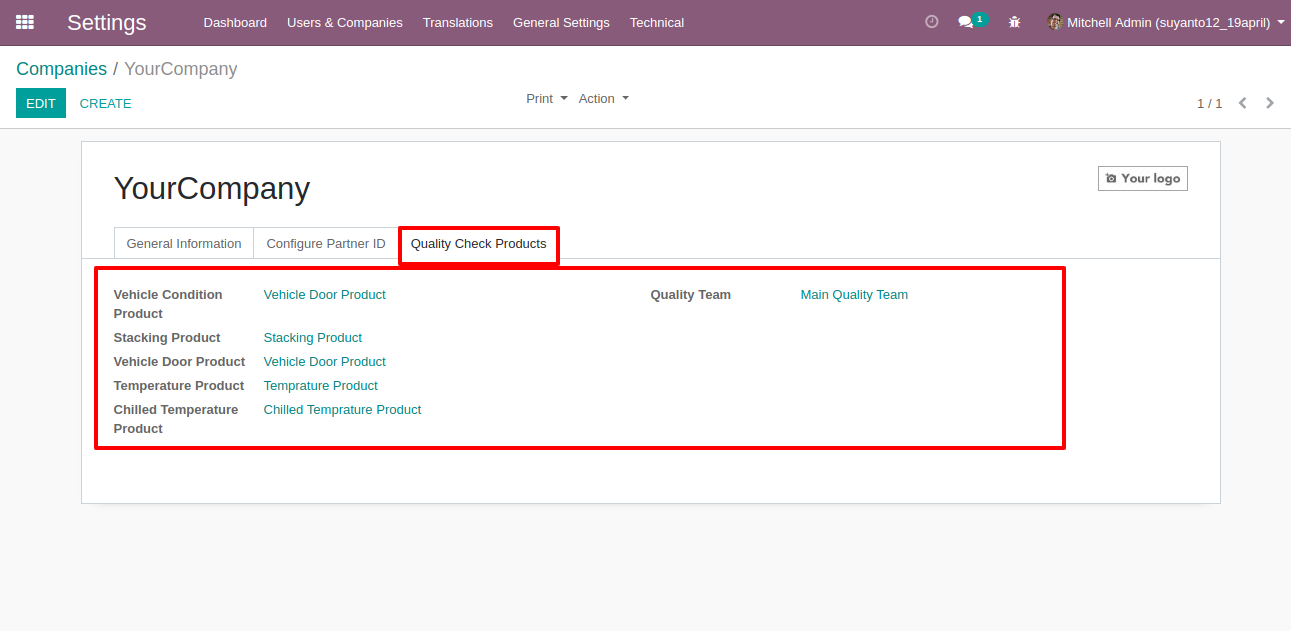 Settings Dashboard Users & Companies Translations General Settings Technical 1 Mitchell Admin (suyanto12_19april)
Companies / YourCompany
EDIT CREATE Print Action 1 / 1
YourCompany
Your logo
General Information Configure Partner ID Quality Check Products
Vehicle Condition Product Vehicle Door Product
Stacking Product Stacking Product
Vehicle Door Product Vehicle Door Product
Temperature Product Temprature Product
Chilled Temperature Product Chilled Temprature Product
Quality Team Main Quality Team